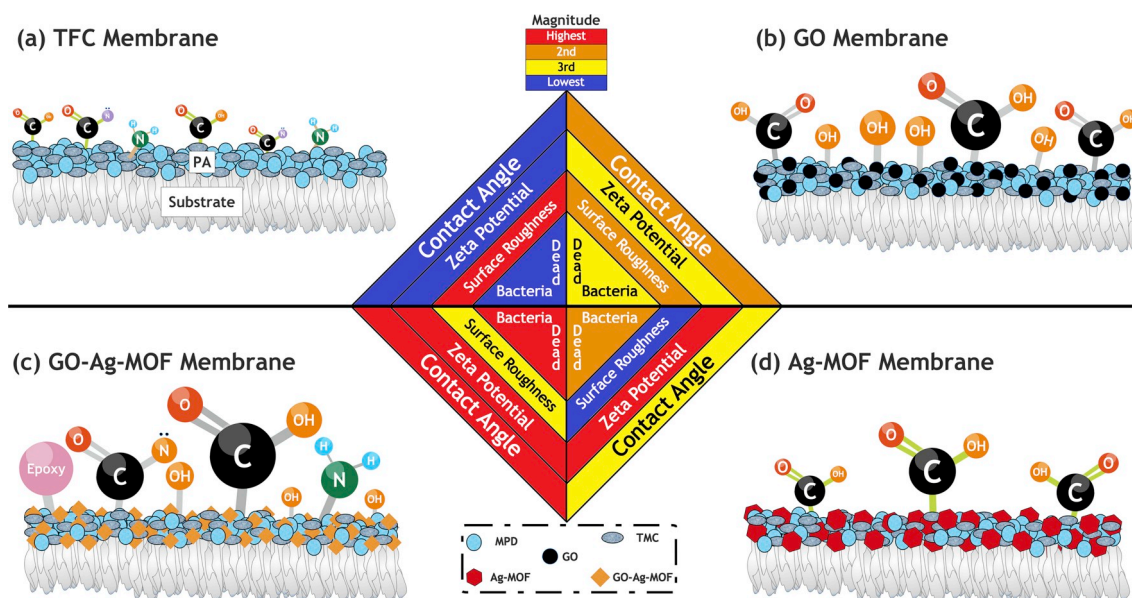 Magnitude
Highest
2nd
3rd
Lowest
(a) TFC Membrane
(b) GO Membrane
O
C
O
C
N
H
N
H
O
C
C
N
H
N
H
PA
Substrate
OH
C
O
OH
OH
OH
O
C
OH
OH
O
C
OH
Contact Angle
Zeta Potential
Surface Roughness
Dead
Bacteria
Contact Angle
Zeta Potential
Surface Roughness
Dead
Bacteria
(c) GO-Ag-MOF Membrane
(d) Ag-MOF Membrane
Bacteria
Dead
Surface Roughness
Zeta Potential
Contact Angle
Bacteria
Dead
Surface Roughness
Zeta Potential
Contact Angle
Epoxy
O
C
N
OH
O
C
OH
OH
H
N
H
OH
O
C
OH
O
C
OH
OH
C
O
MPD
TMC
GO
Ag-MOF
GO-Ag-MOF